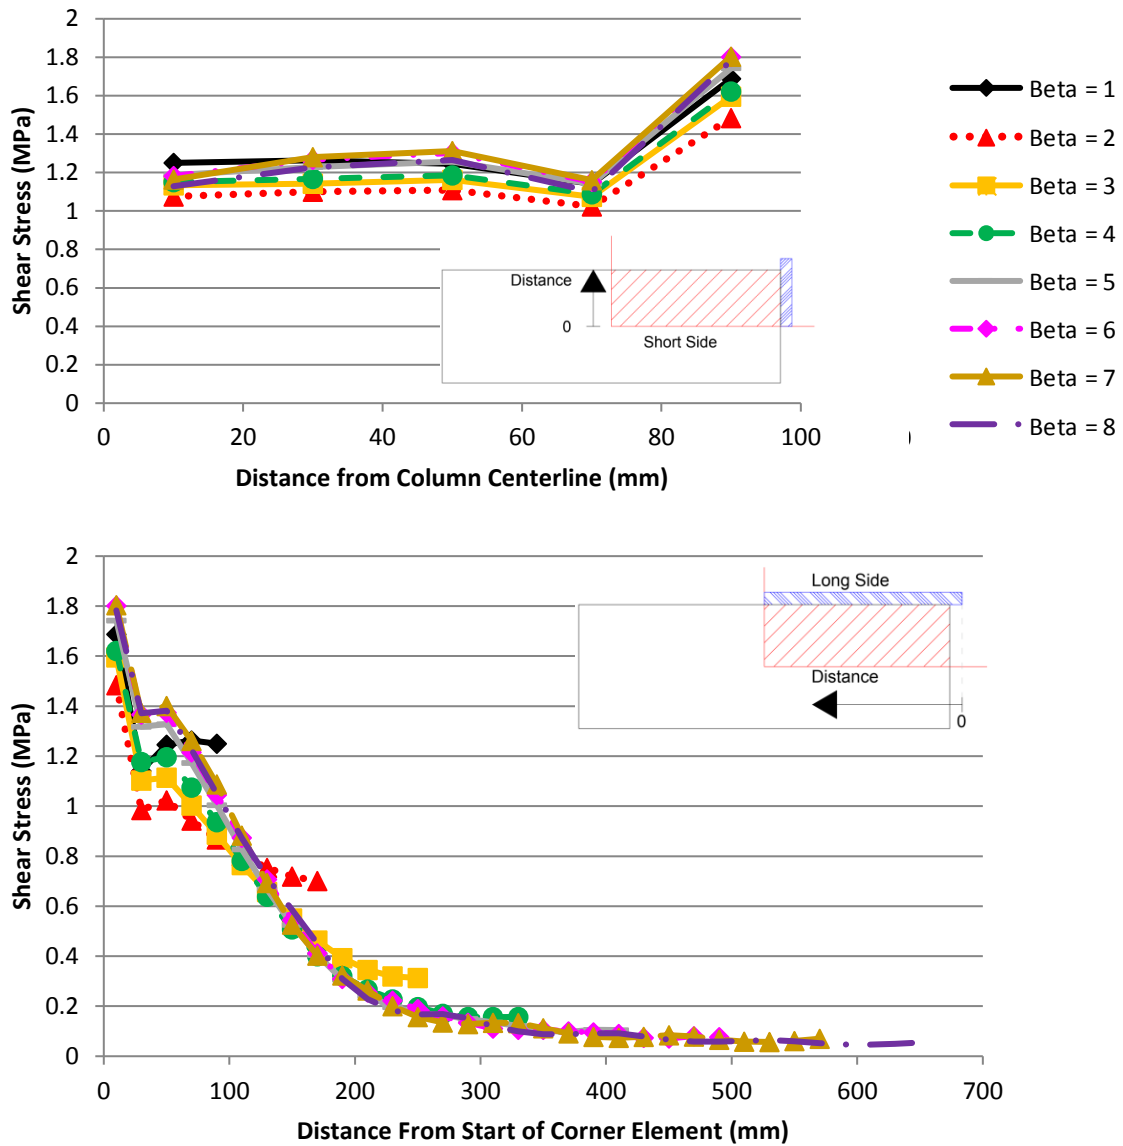 2
1.8
1.6
1.4
1.2
1
0.8
0.6
0.4
0.2
0
Shear Stress (MPa)
0 20 40 60 80 100
Distance from Column Centerline (mm)
Distance
0
Short Side
Beta = 1
Beta = 2
Beta = 3
Beta = 4
Beta = 5
Beta = 6
Beta = 7
Beta = 8
2
1.8
1.6
1.4
1.2
1
0.8
0.6
0.4
0.2
0
Shear Stress (MPa)
0 100 200 300 400 500 600 700
Distance From Start of Corner Element (mm)
Long Side
Distance
0